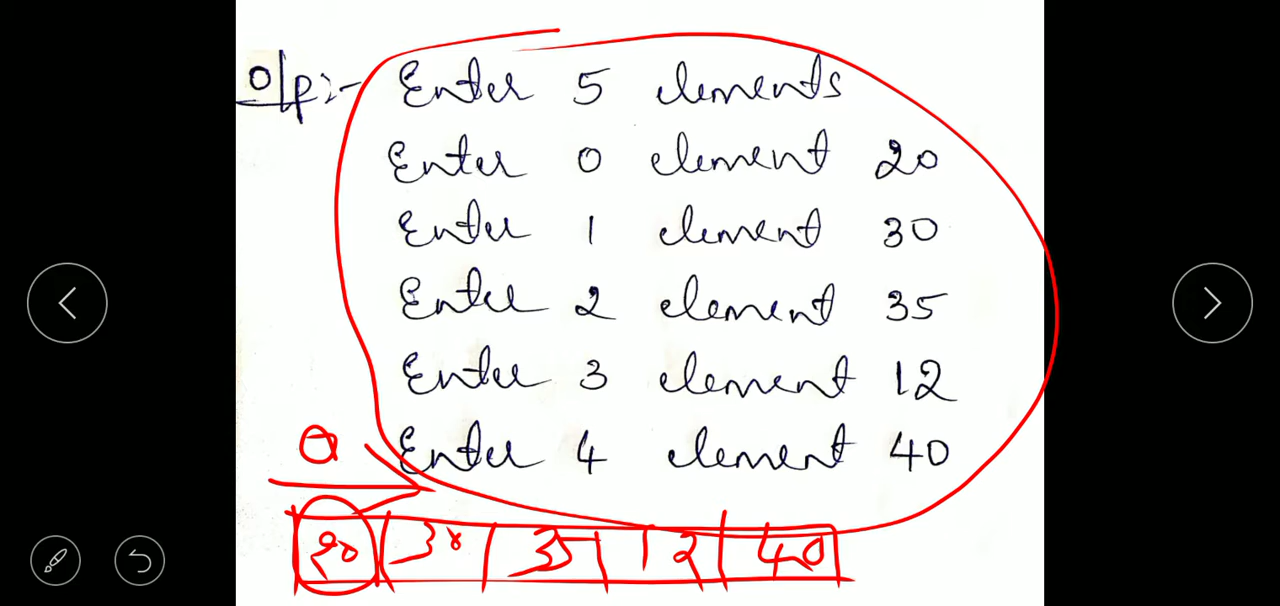 O/p:- Enter 5 elements
Enter 0 element 20
Enter 1 element 30
Enter 2 element 35
Enter 3 element 12
Enter 4 element 40
a
20 30 35 12 40